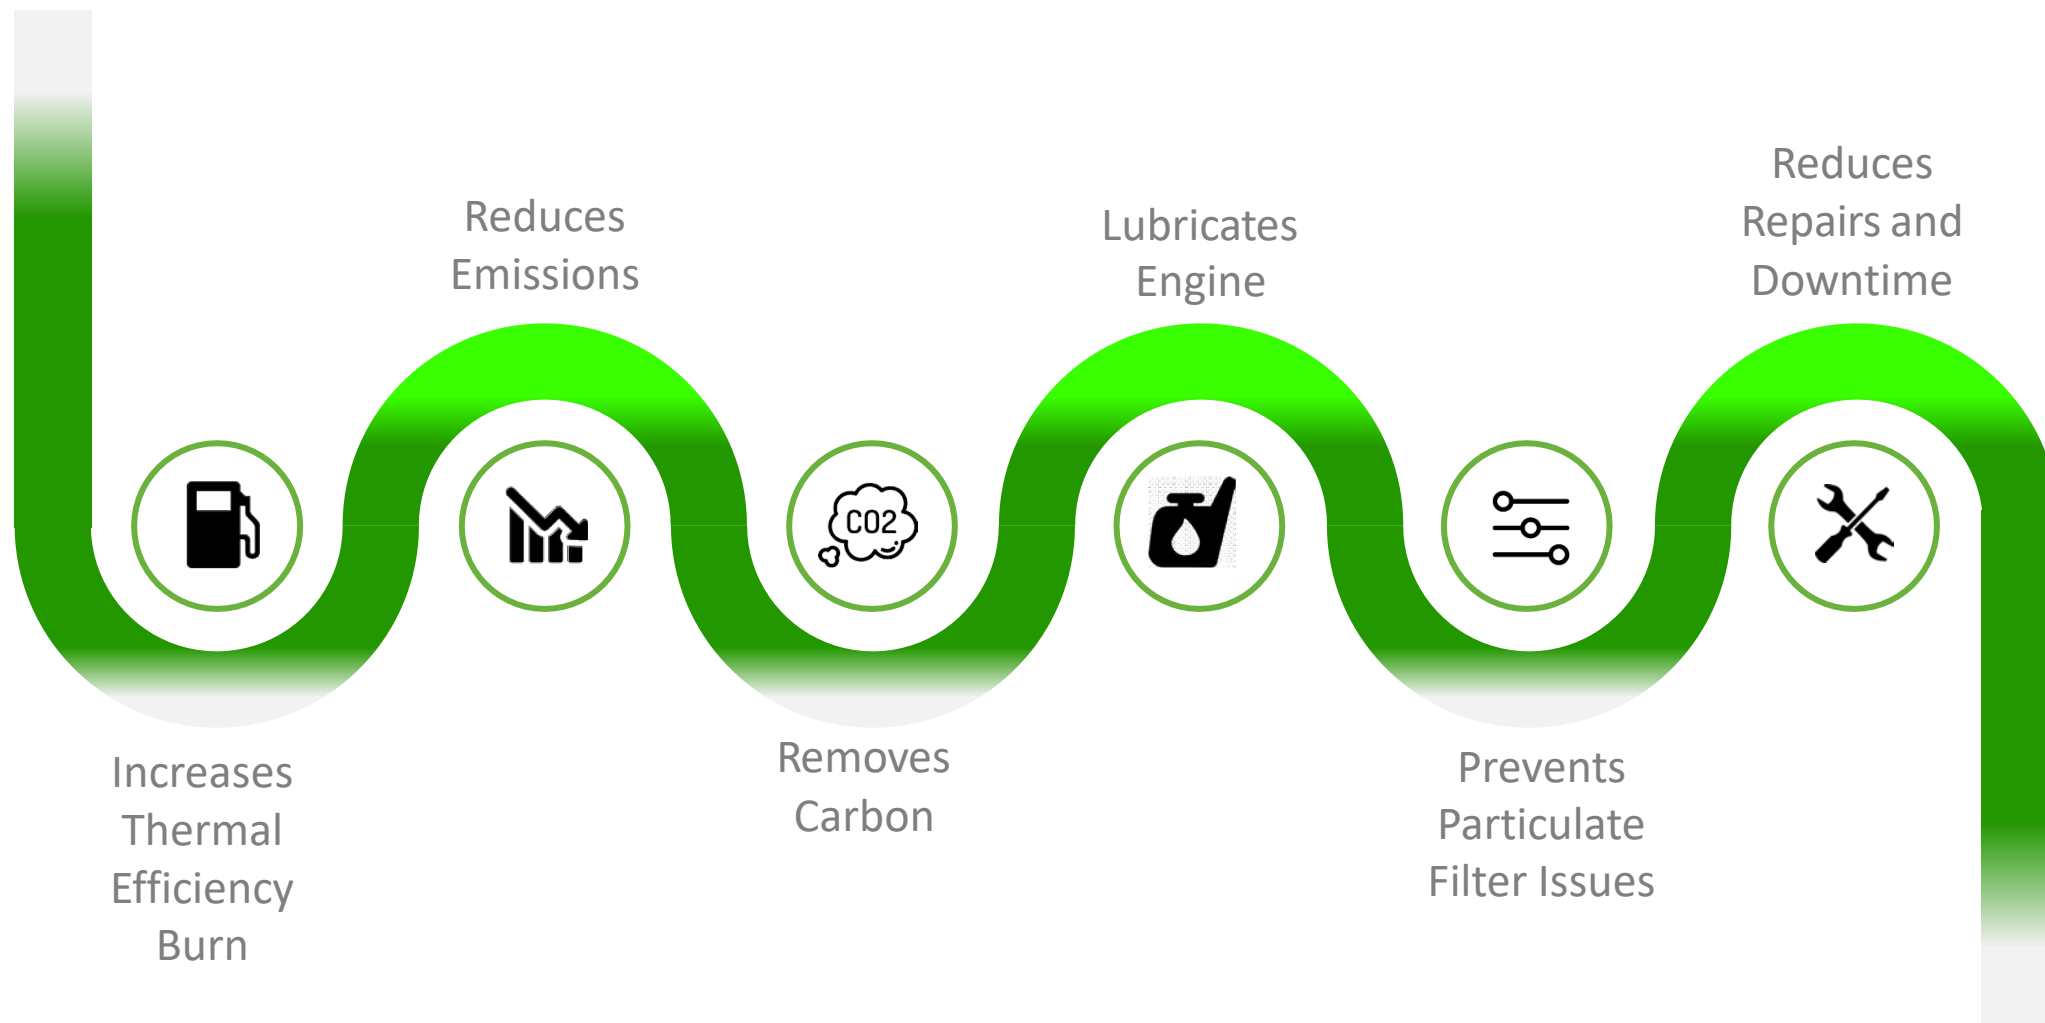 Increases
Thermal
Efficiency
Burn
Reduces
Emissions
CO2
Removes
Carbon
Lubricates
Engine
Prevents
Particulate
Filter Issues
Reduces
Repairs and
Downtime